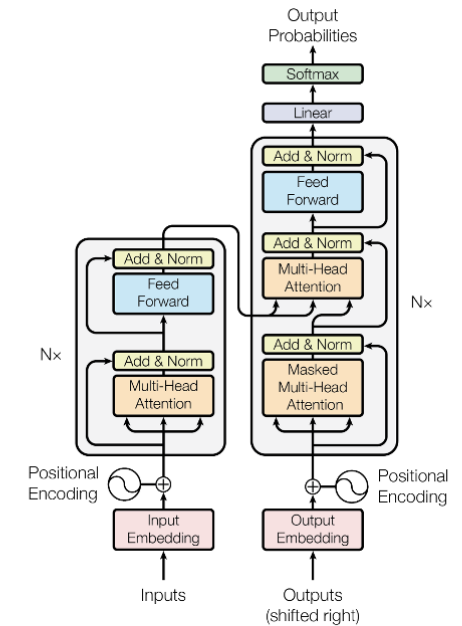 Output
Probabilities
Softmax
Linear
Add & Norm
Feed
Forward
Add & Norm
Multi-Head
Attention
Add & Norm
Masked
Multi-Head
Attention
N×
Add & Norm
Feed
Forward
Add & Norm
Multi-Head
Attention
N×
Positional
Encoding
Positional
Encoding
Input
Embedding
Output
Embedding
Inputs
Outputs
(shifted right)